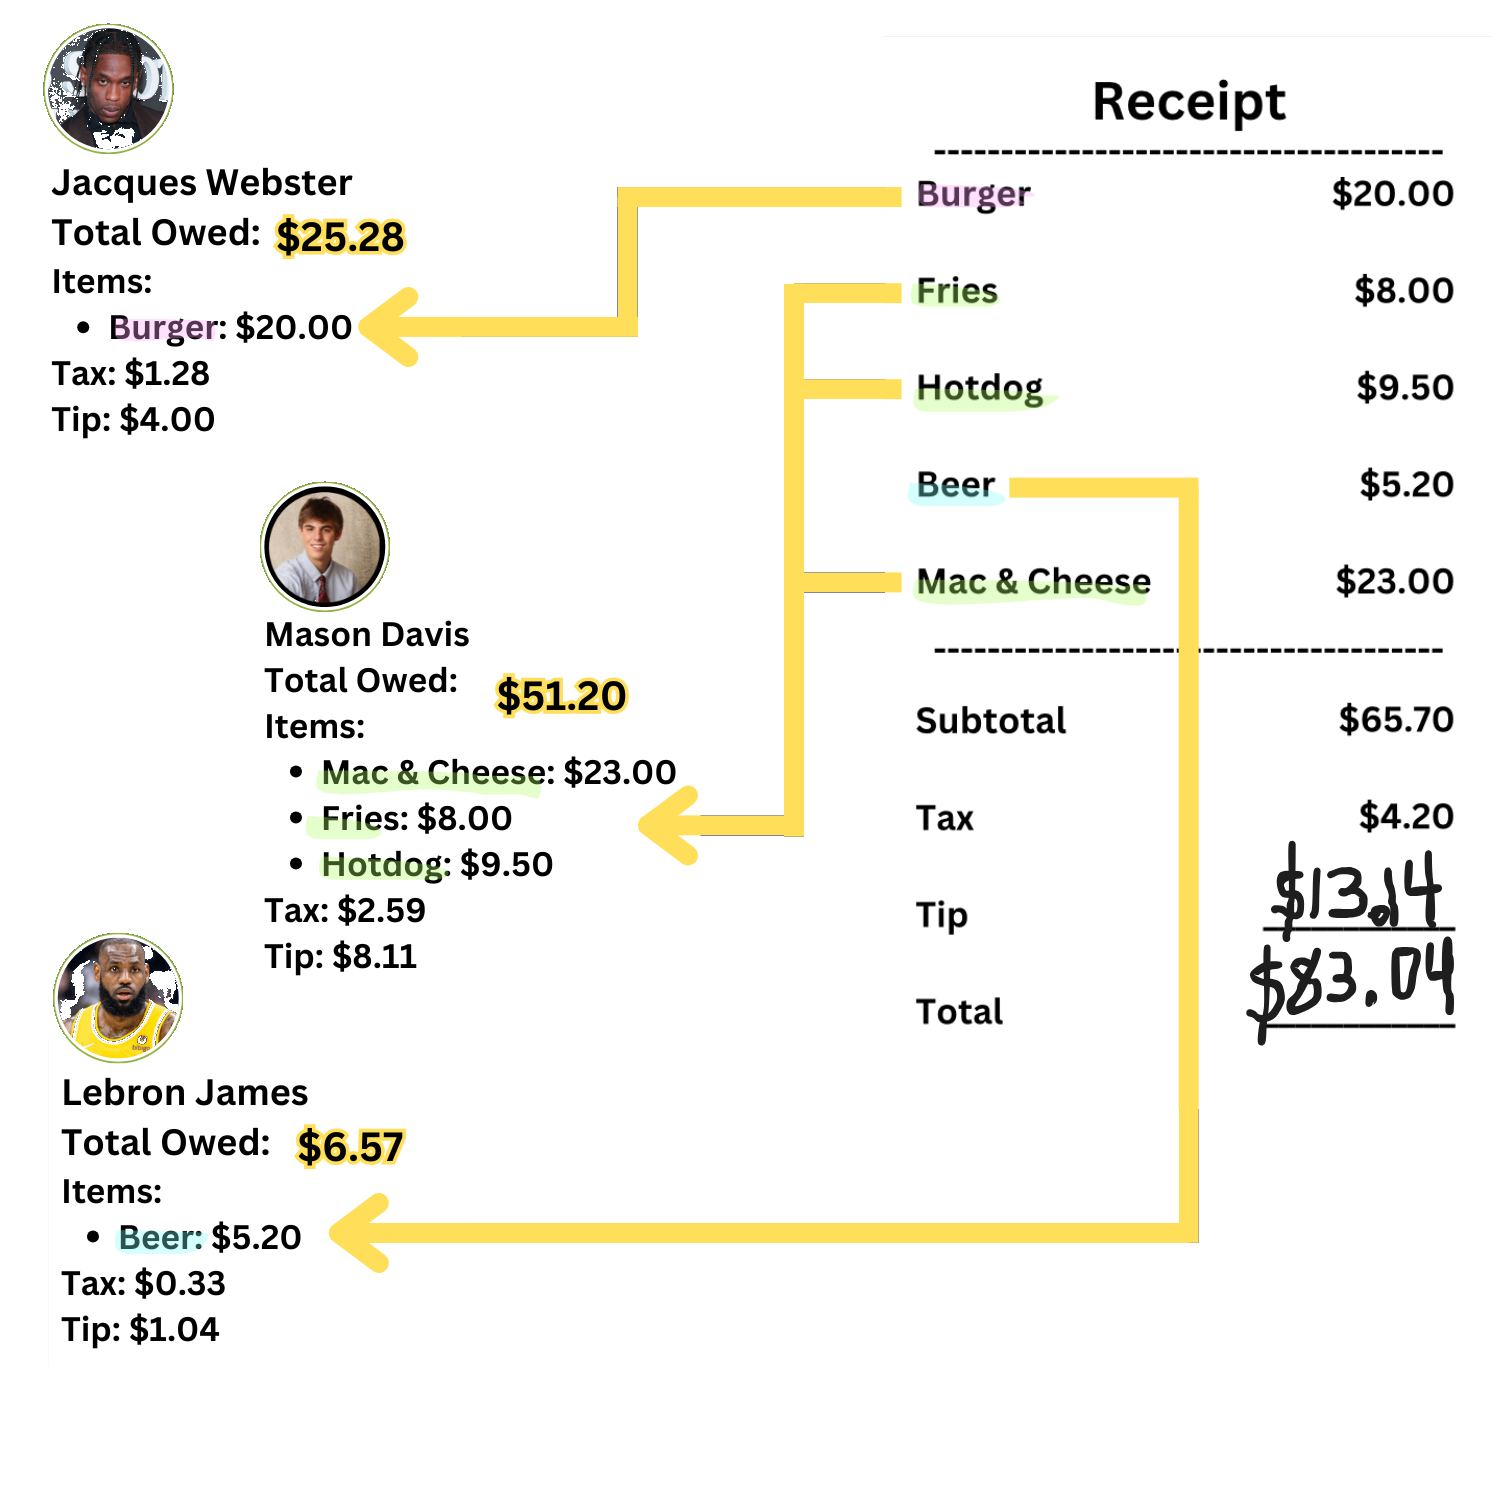 Jacques Webster
Total Owed: $25.28
Items:
• Burger: $20.00
Tax: $1.28
Tip: $4.00
Mason Davis
Total Owed: $51.20
Items:
• Mac & Cheese: $23.00
• Fries: $8.00
• Hotdog: $9.50
Tax: $2.59
Tip: $8.11
Lebron James
Total Owed: $6.57
Items:
• Beer: $5.20
Tax: $0.33
Tip: $1.04
Receipt
Burger $20.00
Fries $8.00
Hotdog $9.50
Beer $5.20
Mac & Cheese $23.00
Subtotal $65.70
Tax $4.20
Tip $13.14
Total $83.04